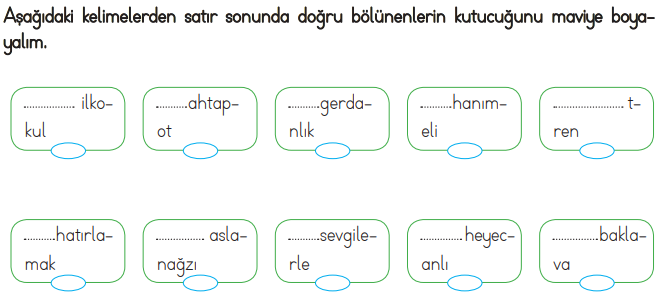 Aşağıdaki kelimelerden satır sonunda doğru bölünenlerin kutucuğunu maviye boya-
yalım.
.................. ilko-
kul
...........ahtap-
ot
...........gerda-
nlık
...........hanım-
eli
......................... t-
ren
...........hatırla-
mak
................. asla-
nağzı
...........sevgile-
rle
...............heyec-
anlı
................bakla-
va